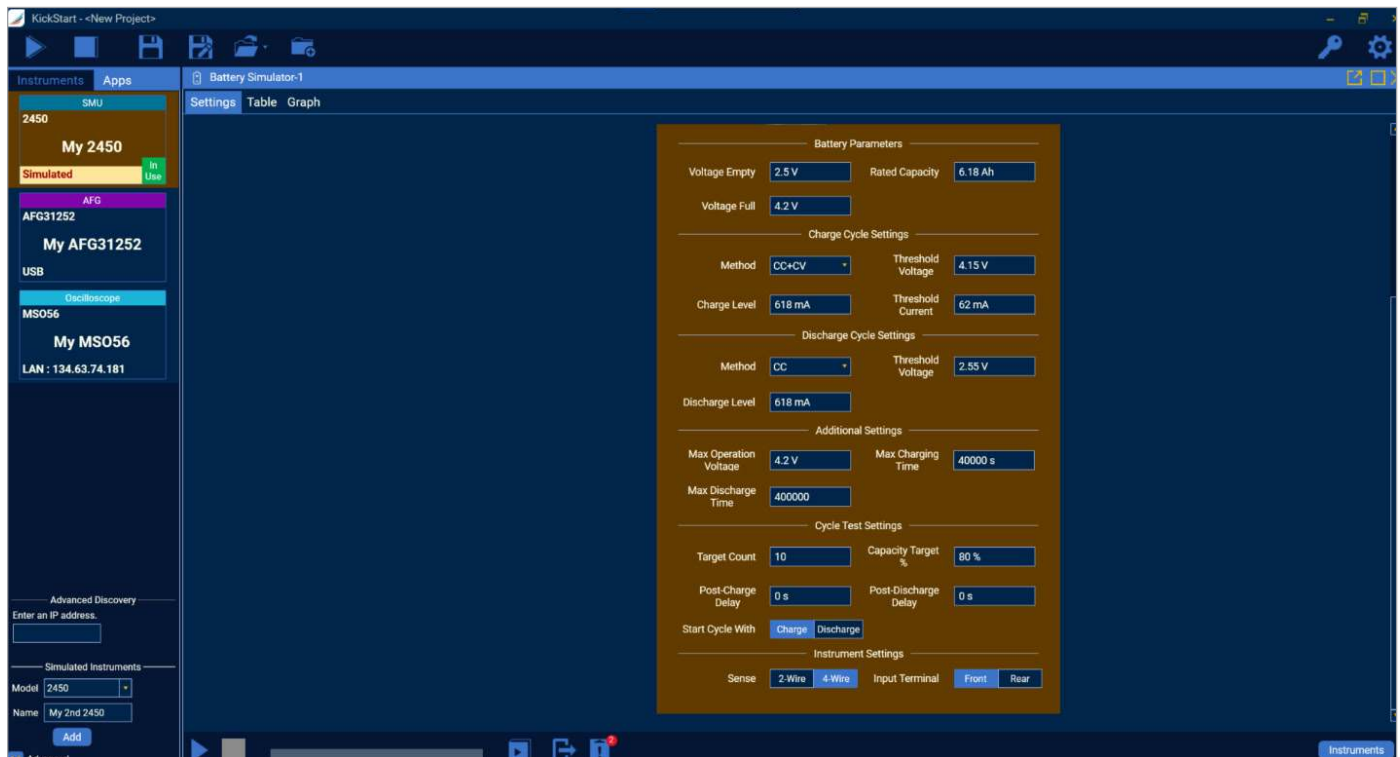 KickStart - <New Project>
Instruments Apps
SMU
2450
My 2450
Simulated
In Use
AFG
AFG31252
My AFG31252
USB
Oscilloscope
MSO56
My MSO56
LAN : 134.63.74.181
Advanced Discovery
Enter an IP address.
Simulated Instruments
Model 2450
Name My 2nd 2450
Add
Battery Simulator-1
Settings Table Graph
Battery Parameters
Voltage Empty 2.5 V Rated Capacity 6.18 Ah
Voltage Full 4.2 V
Charge Cycle Settings
Method CC+CV Threshold Voltage 4.15 V
Charge Level 618 mA Threshold Current 62 mA
Discharge Cycle Settings
Method CC Threshold Voltage 2.55 V
Discharge Level 618 mA
Additional Settings
Max Operation Voltage 4.2 V Max Charging Time 40000 s
Max Discharge Time 400000
Cycle Test Settings
Target Count 10 Capacity Target % 80 %
Post-Charge Delay 0 s Post-Discharge Delay 0 s
Start Cycle With Charge Discharge
Instrument Settings
Sense 2-Wire 4-Wire Input Terminal Front Rear
2
Instruments